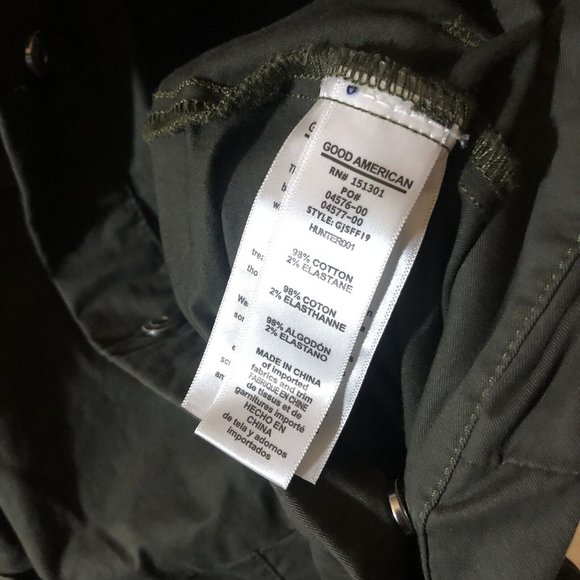 GOOD AMERICAN
RN# 151301
PO#
04576-00
04577-00
STYLE: GJSFF19
HUNTER001
98% COTTON
2% ELASTANE
98% COTON
2% ELASTHANNE
98% ALGODÓN
2% ELASTANO
MADE IN CHINA
of imported
fabrics and trim
FABRIQUÉ EN CHINE
de tissus et de
garnitures importé
HECHO EN
CHINA
de tela y adornos
importados